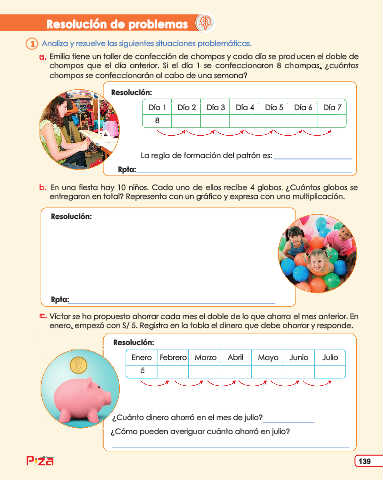 Resolución de problemas
1 Analiza y resuelve las siguientes situaciones problemáticas.
a. Emilia tiene un taller de confección de chompas y cada día se producen el doble de
chompas que el día anterior. Si el día 1 se confeccionaron 8 chompas, ¿cuántas
chompas se confeccionarán al cabo de una semana?
Resolución:
Día 1 Día 2 Día 3 Día 4 Día 5 Día 6 Día 7
8
La regla de formación del patrón es:
Rpta:
b. En una fiesta hay 10 niños. Cada uno de ellos recibe 4 globos. ¿Cuántos globos se
entregaron en total? Representa con un gráfico y expresa con una multiplicación.
Resolución:
Rpta:
c. Víctor se ha propuesto ahorrar cada mes el doble de lo que ahorra el mes anterior. En
enero, empezó con S/ 5. Registra en la tabla el dinero que debe ahorrar y responde.
Resolución:
Enero Febrero Marzo Abril Mayo Junio Julio
5
¿Cuánto dinero ahorró en el mes de julio?
¿Cómo pueden averiguar cuánto ahorró en julio?
P:za
139